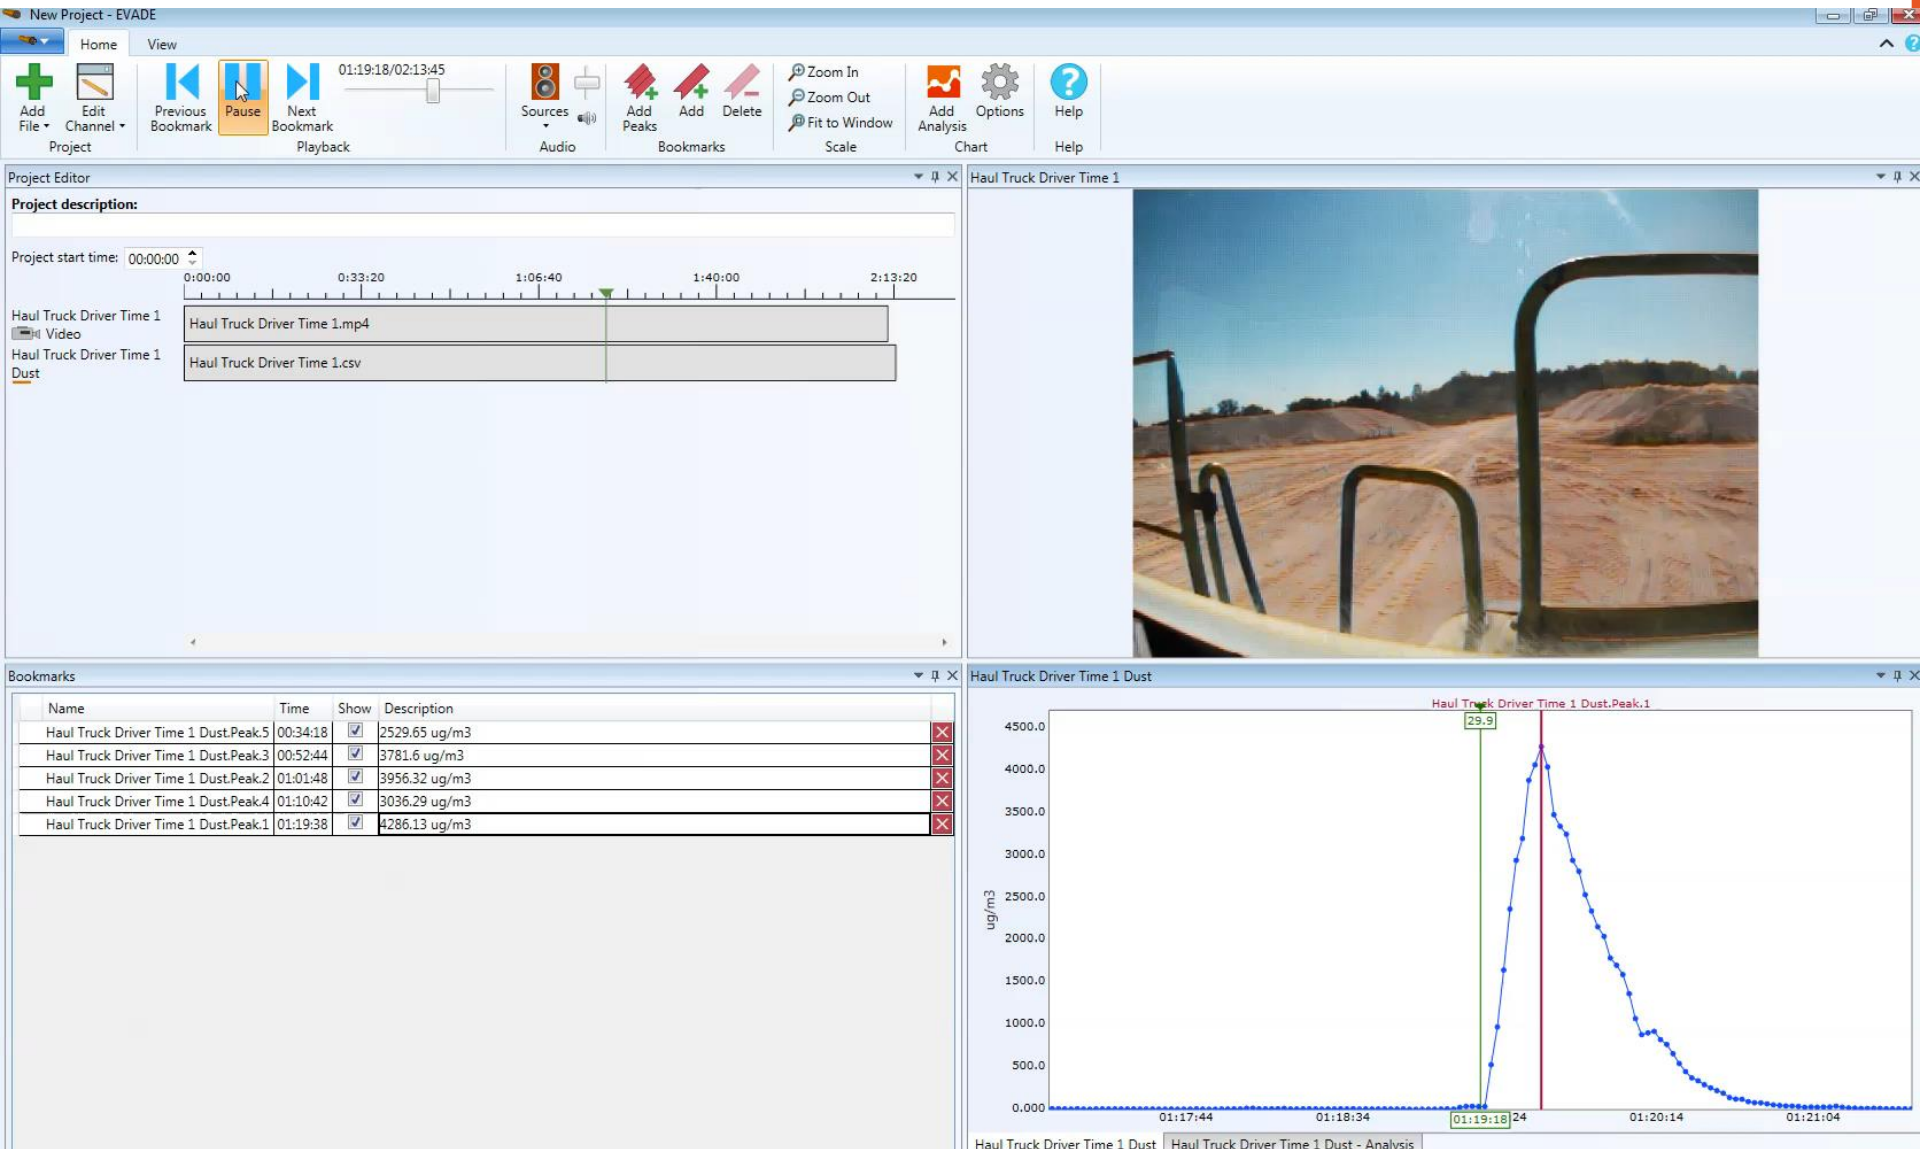 New Project - EVADE
Home View
01:19:18/02:13:45
Add File
Edit Channel
Previous Bookmark
Pause
Next Bookmark
Sources
Add Peaks
Add
Delete
Zoom In
Zoom Out
Fit to Window
Add Analysis
Options
Help
Project Playback Audio Bookmarks Scale Chart Help
Project Editor
Project description:
Project start time: 00:00:00
0:00:00 0:33:20 1:06:40 1:40:00 2:13:20
Haul Truck Driver Time 1
Video
Haul Truck Driver Time 1.mp4
Haul Truck Driver Time 1
Dust
Haul Truck Driver Time 1.csv
Haul Truck Driver Time 1
Bookmarks
Name Time Show Description
Haul Truck Driver Time 1 Dust.Peak.5 00:34:18 2529.65 ug/m3
Haul Truck Driver Time 1 Dust.Peak.3 00:52:44 3781.6 ug/m3
Haul Truck Driver Time 1 Dust.Peak.2 01:01:48 3956.32 ug/m3
Haul Truck Driver Time 1 Dust.Peak.4 01:10:42 3036.29 ug/m3
Haul Truck Driver Time 1 Dust.Peak.1 01:19:38 4286.13 ug/m3
Haul Truck Driver Time 1 Dust
Haul Truck Driver Time 1 Dust.Peak.1
29.9
4500.0
4000.0
3500.0
3000.0
2500.0
2000.0
1500.0
1000.0
500.0
0.000
ug/m3
01:17:44 01:18:34 01:19:18 24 01:20:14 01:21:04
Haul Truck Driver Time 1 Dust Haul Truck Driver Time 1 Dust - Analysis